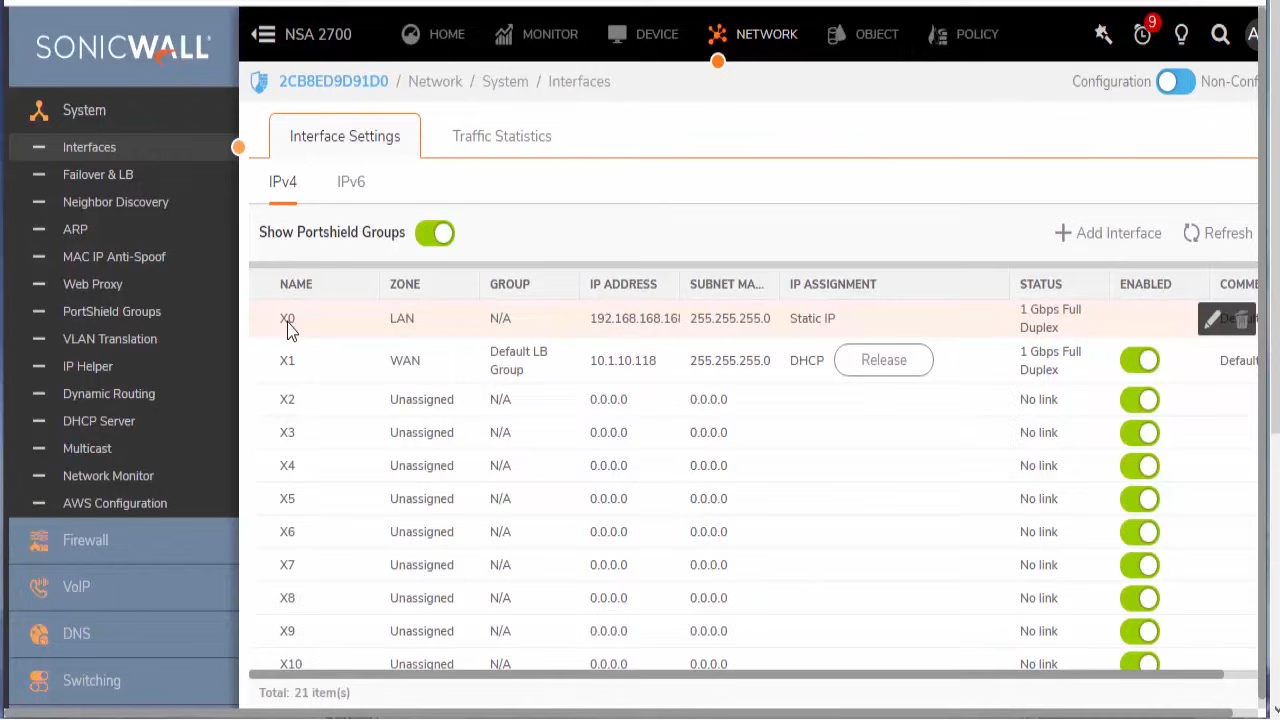 SONICWALL
NSA 2700
HOME
MONITOR
DEVICE
NETWORK
OBJECT
POLICY
9
A
2CB8ED9D91D0 / Network / System / Interfaces
Configuration
Non-Conf
System
Interfaces
Failover & LB
Neighbor Discovery
ARP
MAC IP Anti-Spoof
Web Proxy
PortShield Groups
VLAN Translation
IP Helper
Dynamic Routing
DHCP Server
Multicast
Network Monitor
AWS Configuration
Firewall
VoIP
DNS
Switching
Interface Settings
Traffic Statistics
IPv4
IPv6
Show Portshield Groups
Add Interface
Refresh
NAME ZONE GROUP IP ADDRESS SUBNET MA... IP ASSIGNMENT STATUS ENABLED COMME
X0 LAN N/A 192.168.168.168 255.255.255.0 Static IP 1 Gbps Full
Duplex
X1 WAN Default LB
Group 10.1.10.118 255.255.255.0 DHCP Release 1 Gbps Full
Duplex Default
X2 Unassigned N/A 0.0.0.0 0.0.0.0 No link
X3 Unassigned N/A 0.0.0.0 0.0.0.0 No link
X4 Unassigned N/A 0.0.0.0 0.0.0.0 No link
X5 Unassigned N/A 0.0.0.0 0.0.0.0 No link
X6 Unassigned N/A 0.0.0.0 0.0.0.0 No link
X7 Unassigned N/A 0.0.0.0 0.0.0.0 No link
X8 Unassigned N/A 0.0.0.0 0.0.0.0 No link
X9 Unassigned N/A 0.0.0.0 0.0.0.0 No link
X10 Unassigned N/A 0.0.0.0 0.0.0.0 No link
Total: 21 item(s)